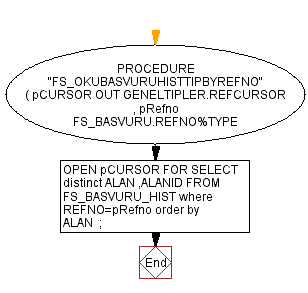 PROCEDURE
"FS_OKUBASVURUHISTTIPBYREFNO"
( pCURSOR OUT GENELTIPLER.REFCURSOR
, pRefno
FS_BASVURU.REFNO%TYPE
OPEN pCURSOR FOR SELECT
distinct ALAN ,ALANID FROM
FS_BASVURU_HIST where
REFNO=pRefno order by
ALAN ;
End